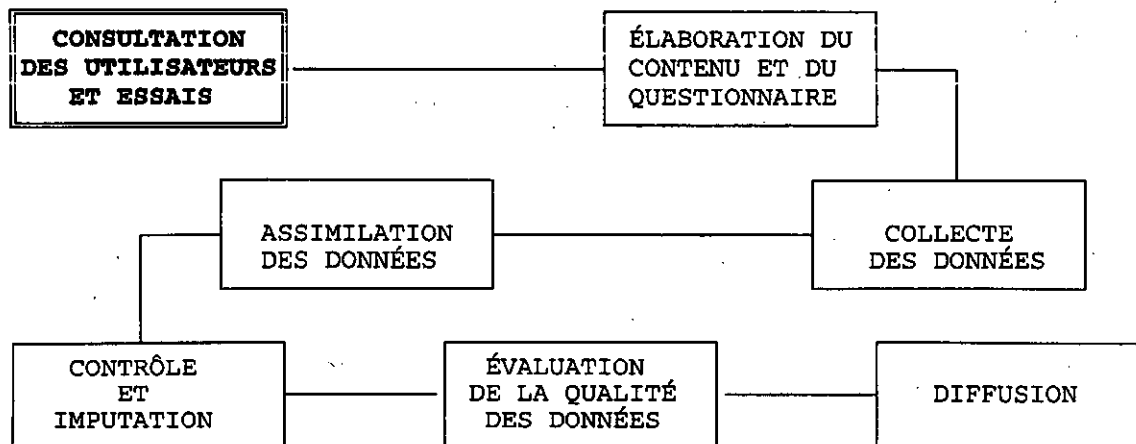 CONSULTATION
DES UTILISATEURS
ET ESSAIS
ÉLABORATION DU
CONTENU ET DU
QUESTIONNAIRE
ASSIMILATION
DES DONNÉES
COLLECTE
DES DONNÉES
CONTRÔLE
ET
IMPUTATION
ÉVALUATION
DE LA QUALITÉ
DES DONNÉES
DIFFUSION